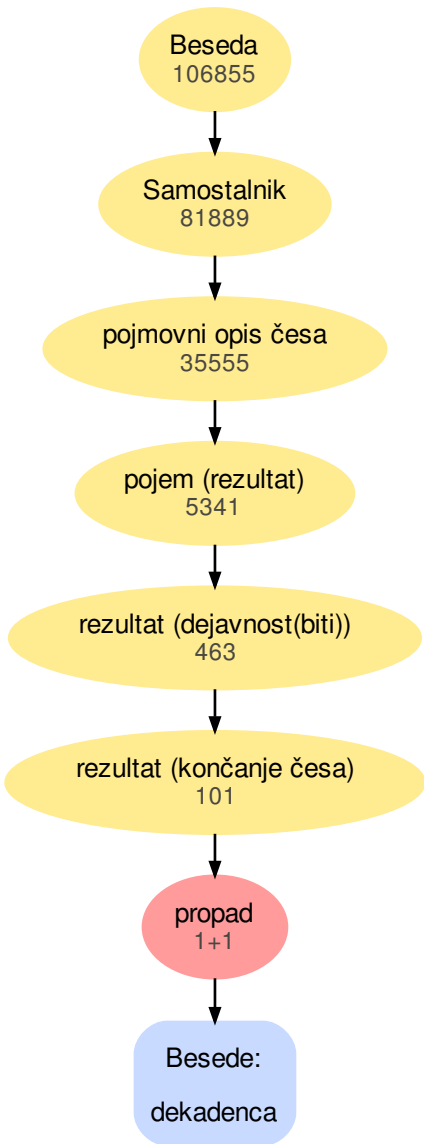 Beseda
106855
Samostalnik
81889
pojmovni opis česa
35555
pojem (rezultat)
5341
rezultat (dejavnost(biti))
463
rezultat (končanje česa)
101
propad
1+1
Besede:
dekadenca